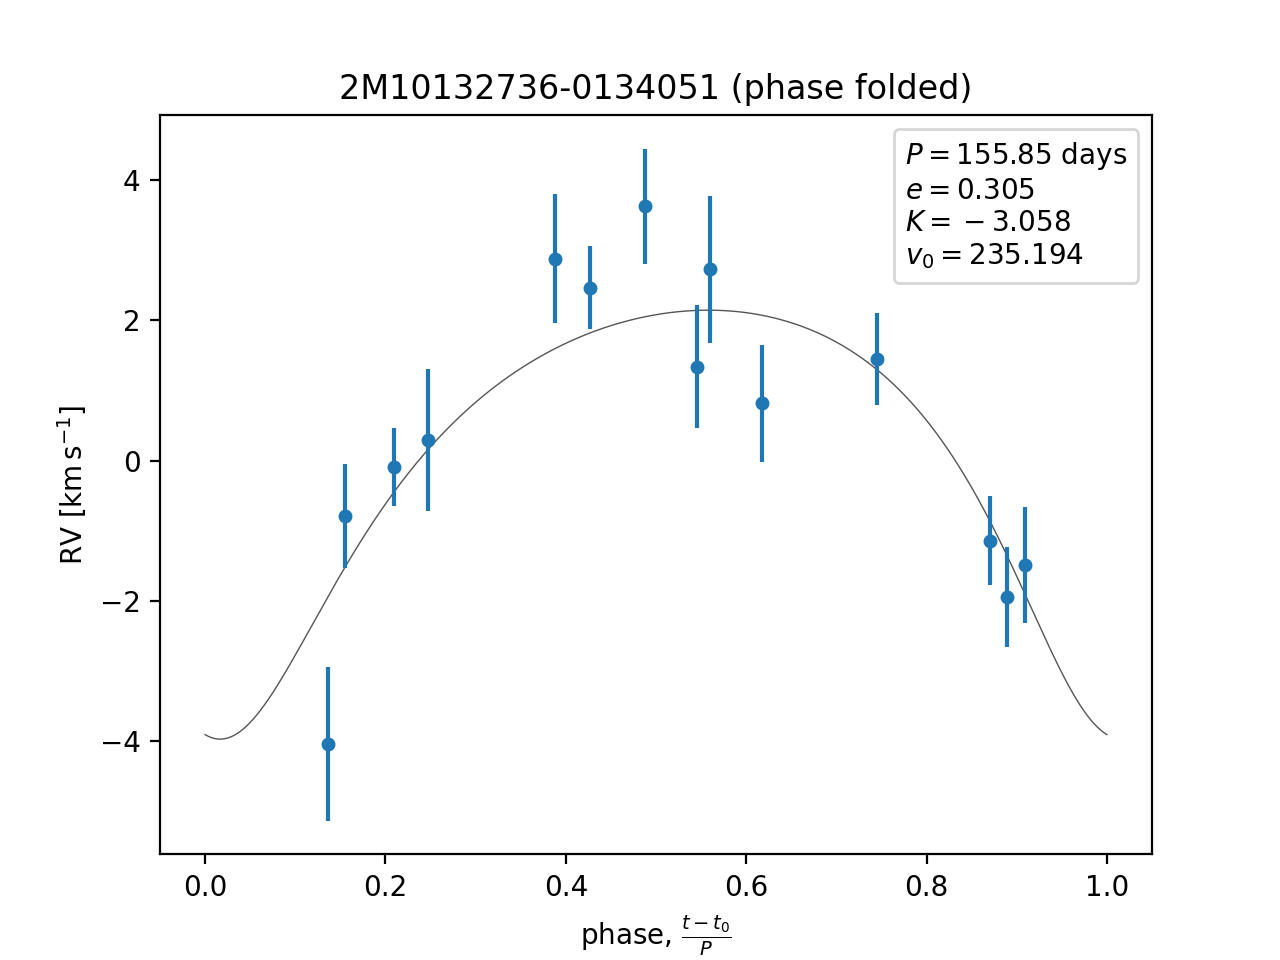 2M10132736-0134051 (phase folded)
P = 155.85 days
e = 0.305
K = −3.058
v₀ = 235.194
4
2
0
−2
−4
RV [km s⁻¹]
0.0 0.2 0.4 0.6 0.8 1.0
phase, (t − t₀)/P